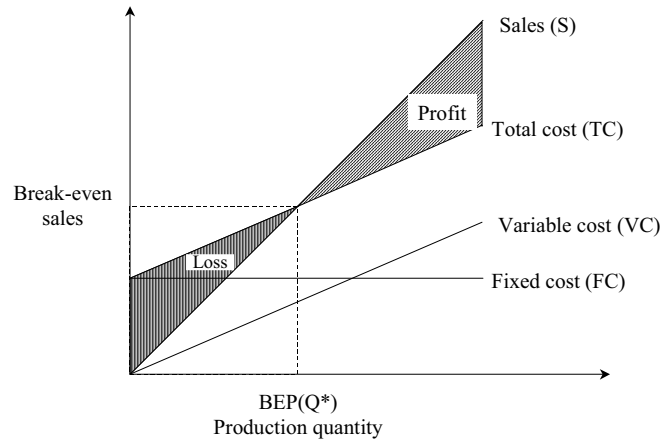 Sales (S)
Profit
Total cost (TC)
Break-even
sales
Variable cost (VC)
Loss
Fixed cost (FC)
BEP(Q*)
Production quantity